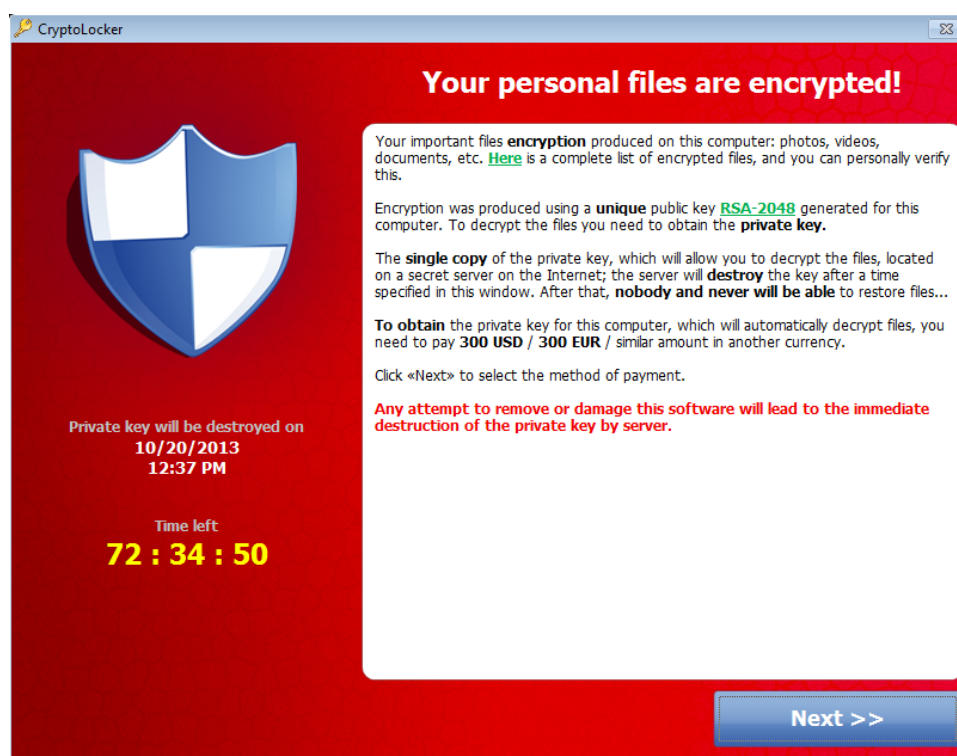 CryptoLocker
Your personal files are encrypted!
Your important files encryption produced on this computer: photos, videos,
documents, etc. Here is a complete list of encrypted files, and you can personally verify
this.
Encryption was produced using a unique public key RSA-2048 generated for this
computer. To decrypt the files you need to obtain the private key.
The single copy of the private key, which will allow you to decrypt the files, located
on a secret server on the Internet; the server will destroy the key after a time
specified in this window. After that, nobody and never will be able to restore files...
To obtain the private key for this computer, which will automatically decrypt files, you
need to pay 300 USD / 300 EUR / similar amount in another currency.
Click «Next» to select the method of payment.
Any attempt to remove or damage this software will lead to the immediate
destruction of the private key by server.
Private key will be destroyed on
10/20/2013
12:37 PM
Time left
72 : 34 : 50
Next >>